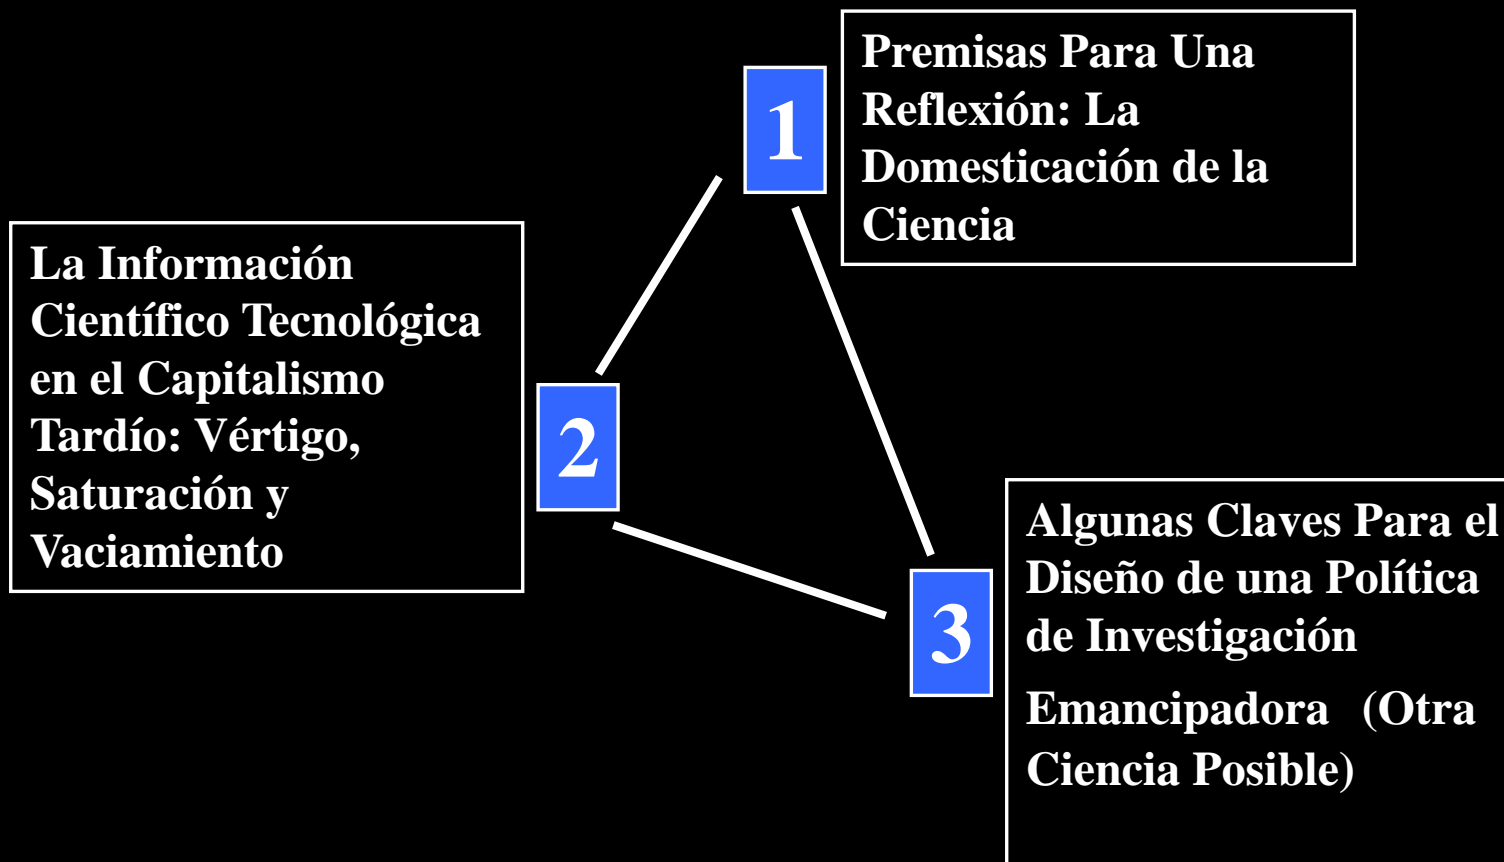 1
Premisas Para Una
Reflexión: La
Domesticación de la
Ciencia
2
La Información
Científico Tecnológica
en el Capitalismo
Tardío: Vértigo,
Saturación y
Vaciamiento
3
Algunas Claves Para el
Diseño de una Política
de Investigación
Emancipadora (Otra
Ciencia Posible)